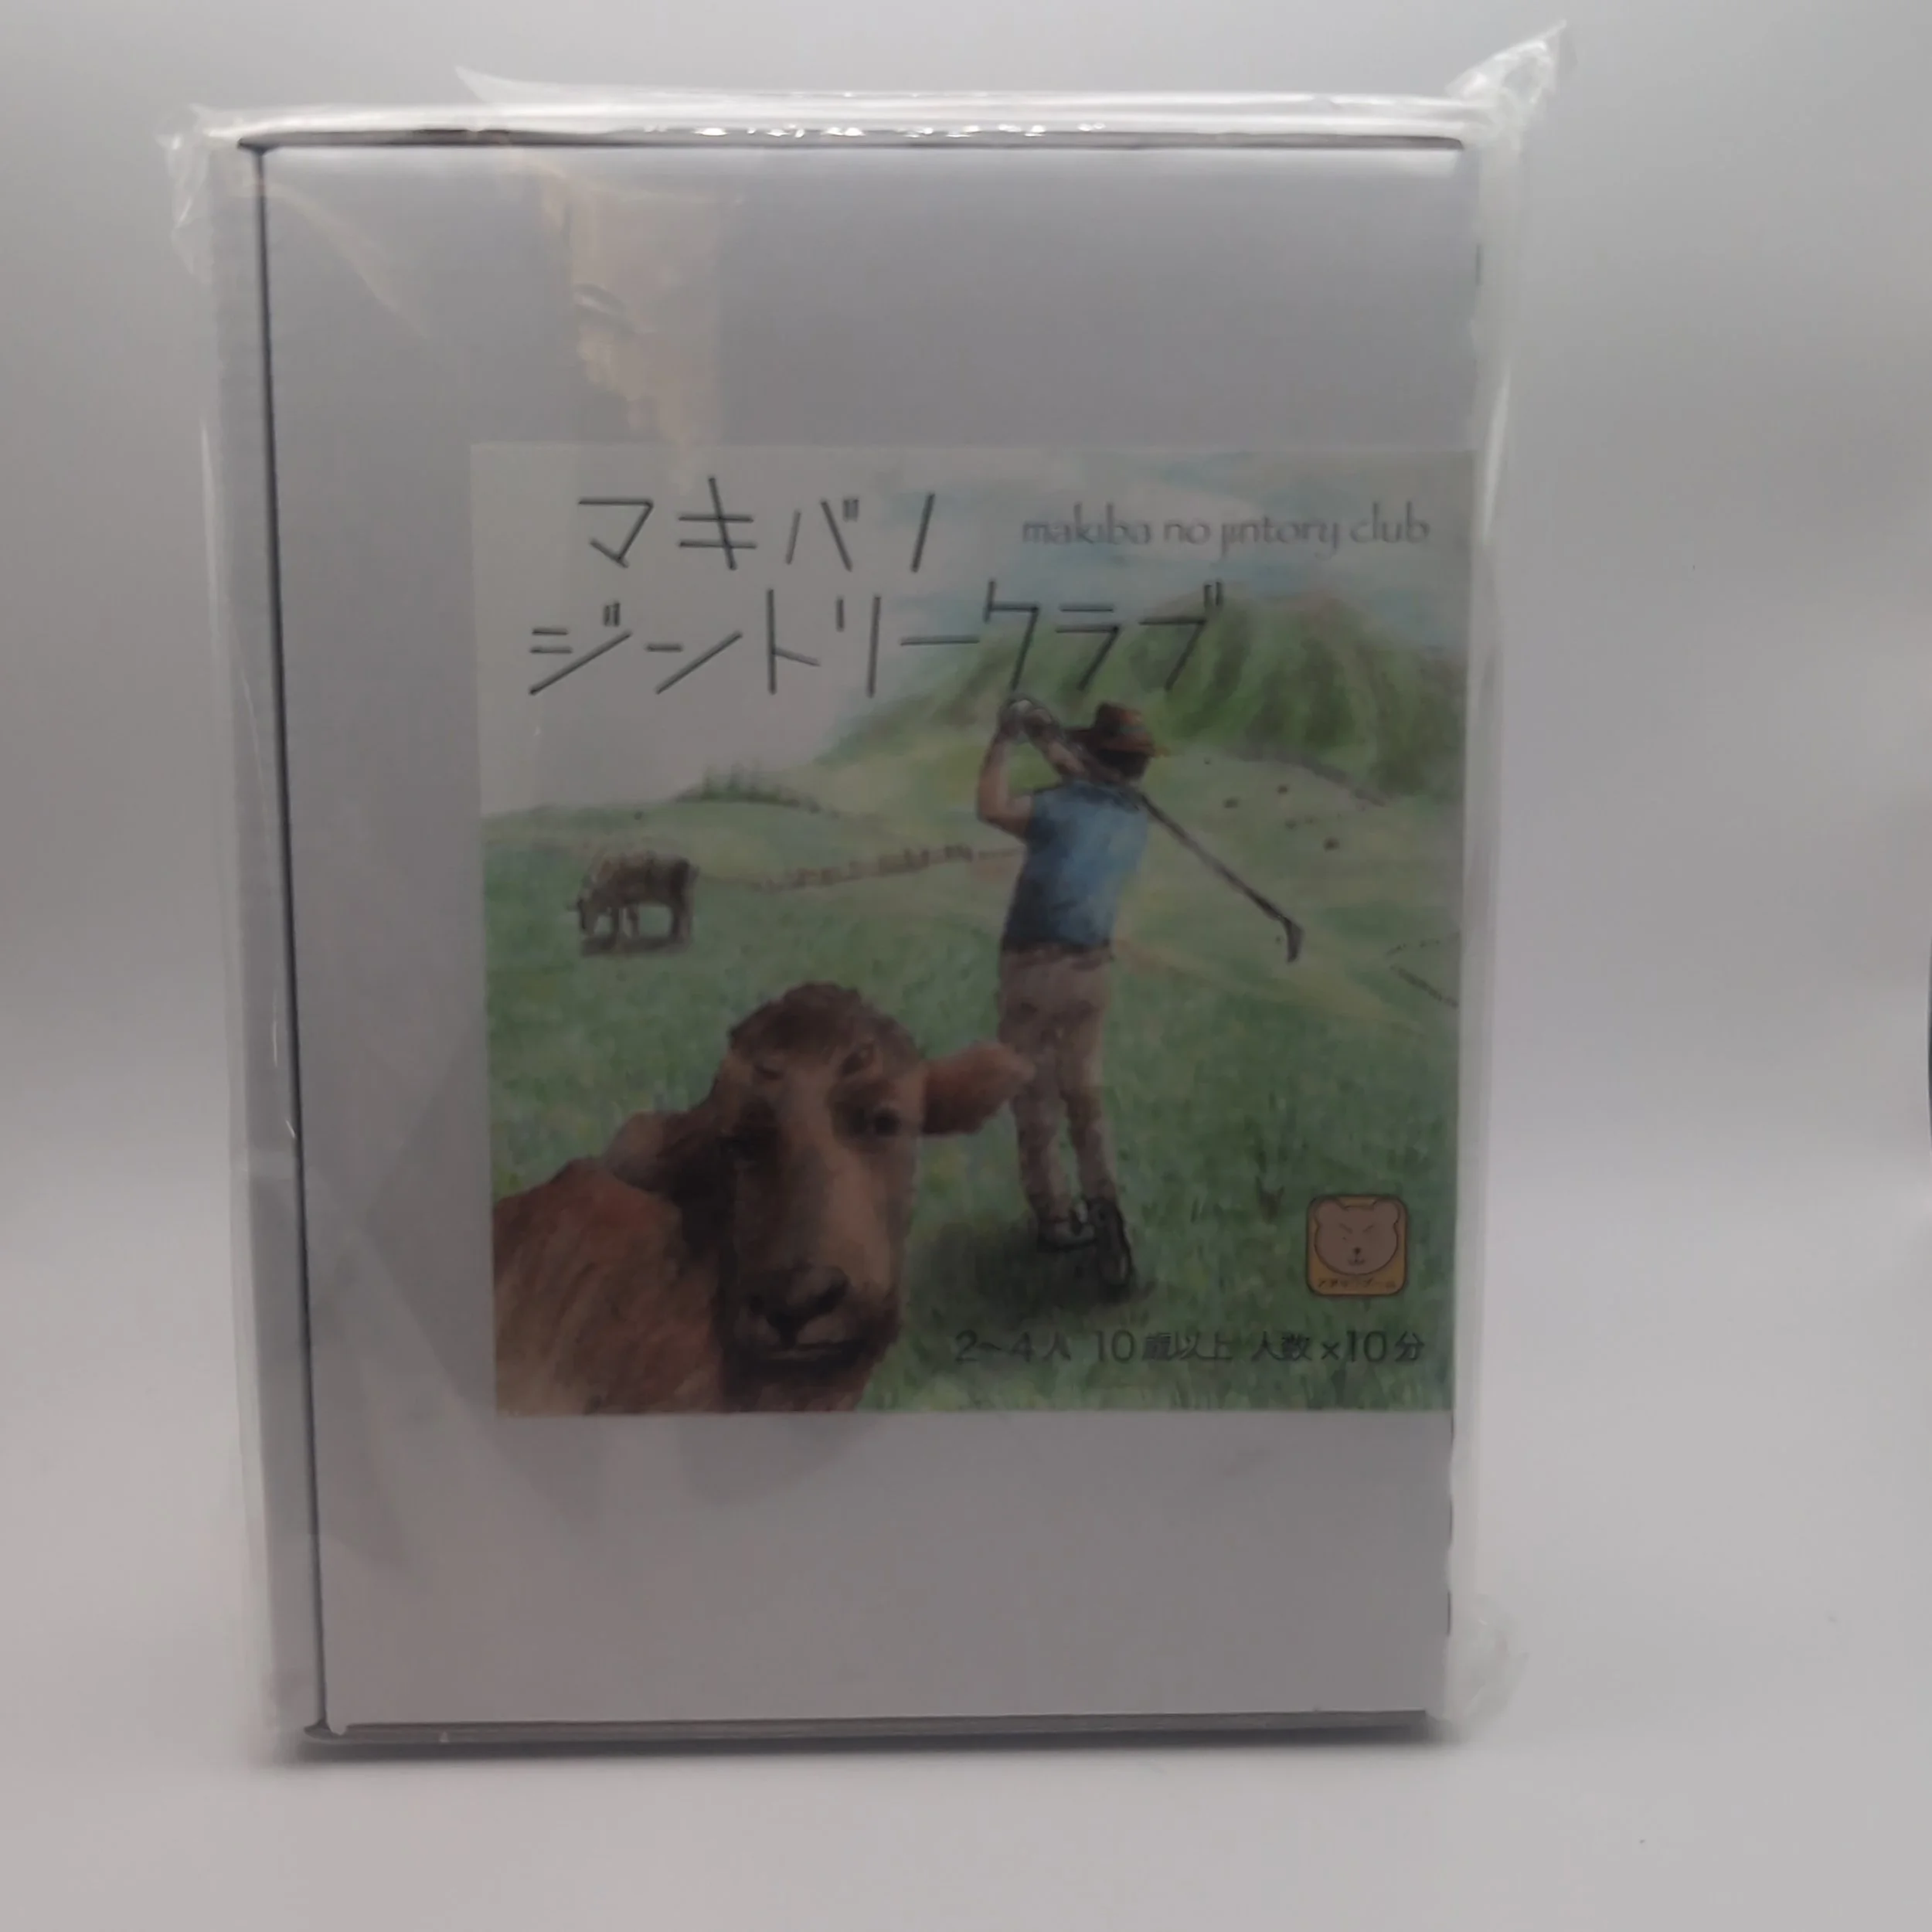 マキバノ
makiba no jintory club
ジントリークラブ
2~4人 10歳以上 人数×10分